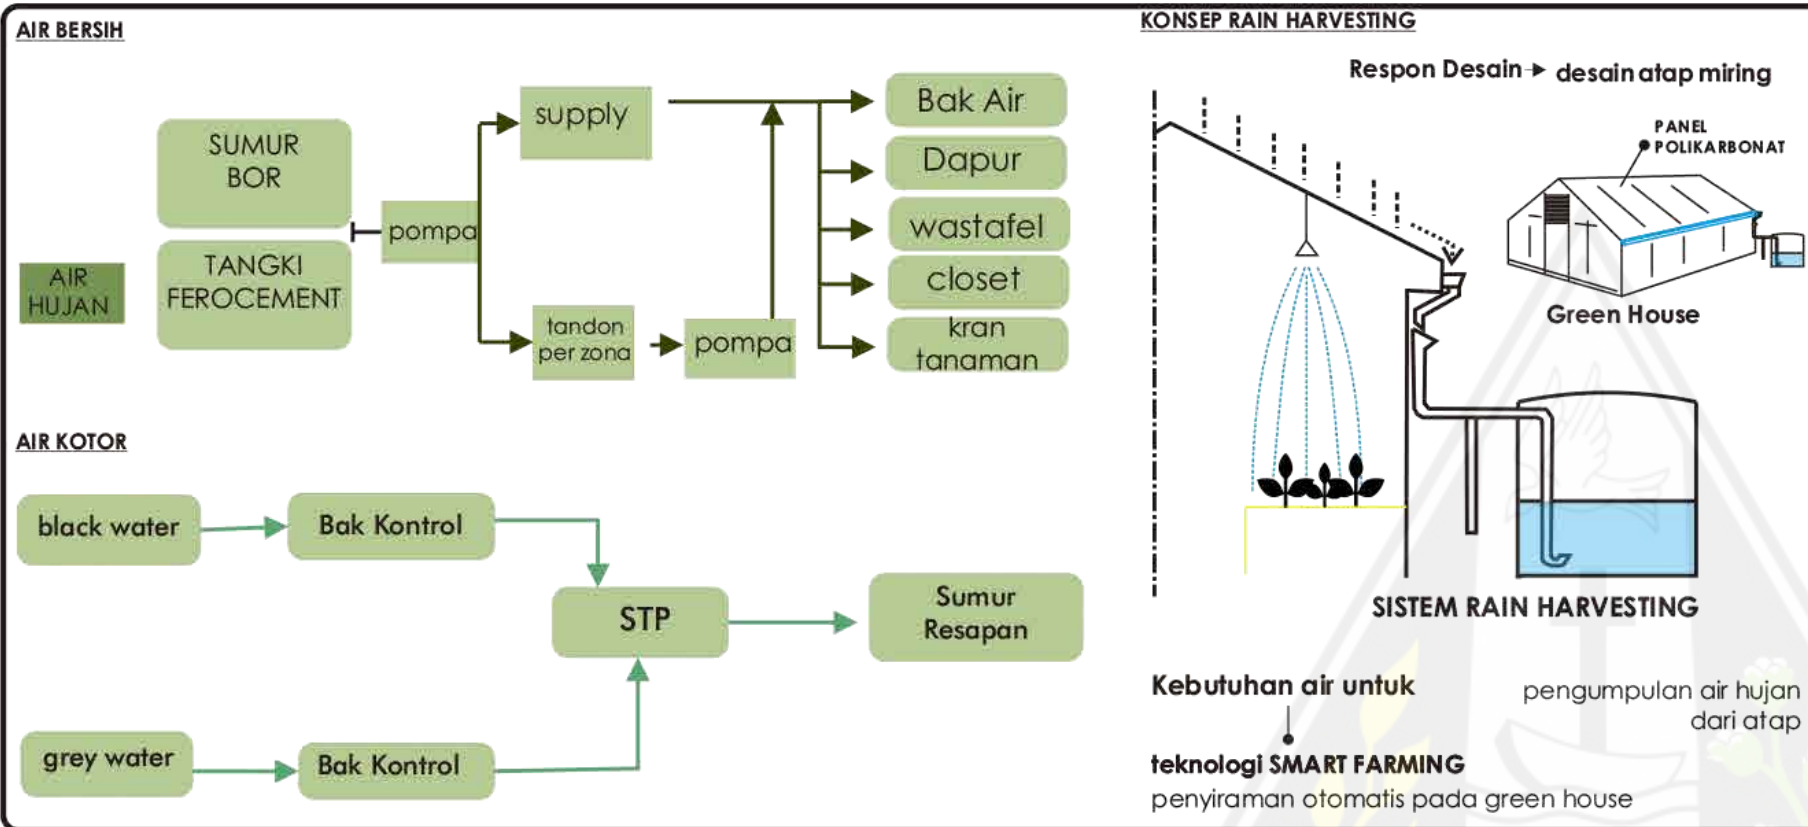 AIR BERSIH
SUMUR
BOR
AIR
HUJAN
TANGKI
FEROCEMENT
pompa
supply
tandon
per zona
pompa
Bak Air
Dapur
wastafel
closet
kran
tanaman
AIR KOTOR
black water
Bak Kontrol
STP
Sumur
Resapan
grey water
Bak Kontrol
KONSEP RAIN HARVESTING
Respon Desain desain atap miring
PANEL
POLIKARBONAT
Green House
SISTEM RAIN HARVESTING
Kebutuhan air untuk
teknologi SMART FARMING
penyiraman otomatis pada green house
pengumpulan air hujan
dari atap